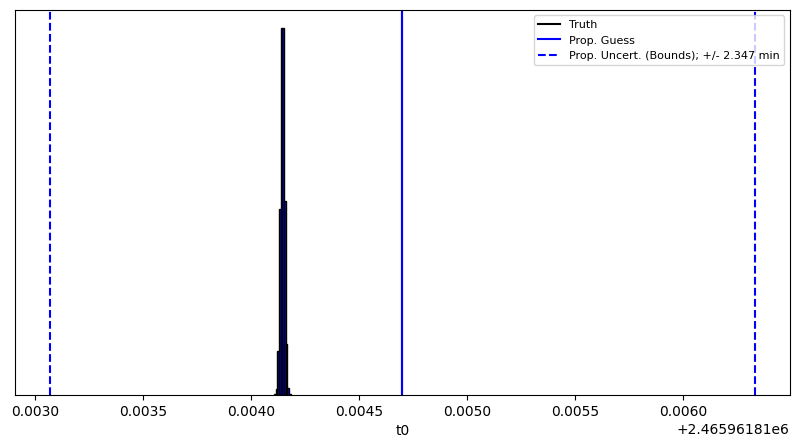 Truth
Prop. Guess
Prop. Uncert. (Bounds); +/- 2.347 min
0.0030 0.0035 0.0040 0.0045 0.0050 0.0055 0.0060
t0
+2.46596181e6